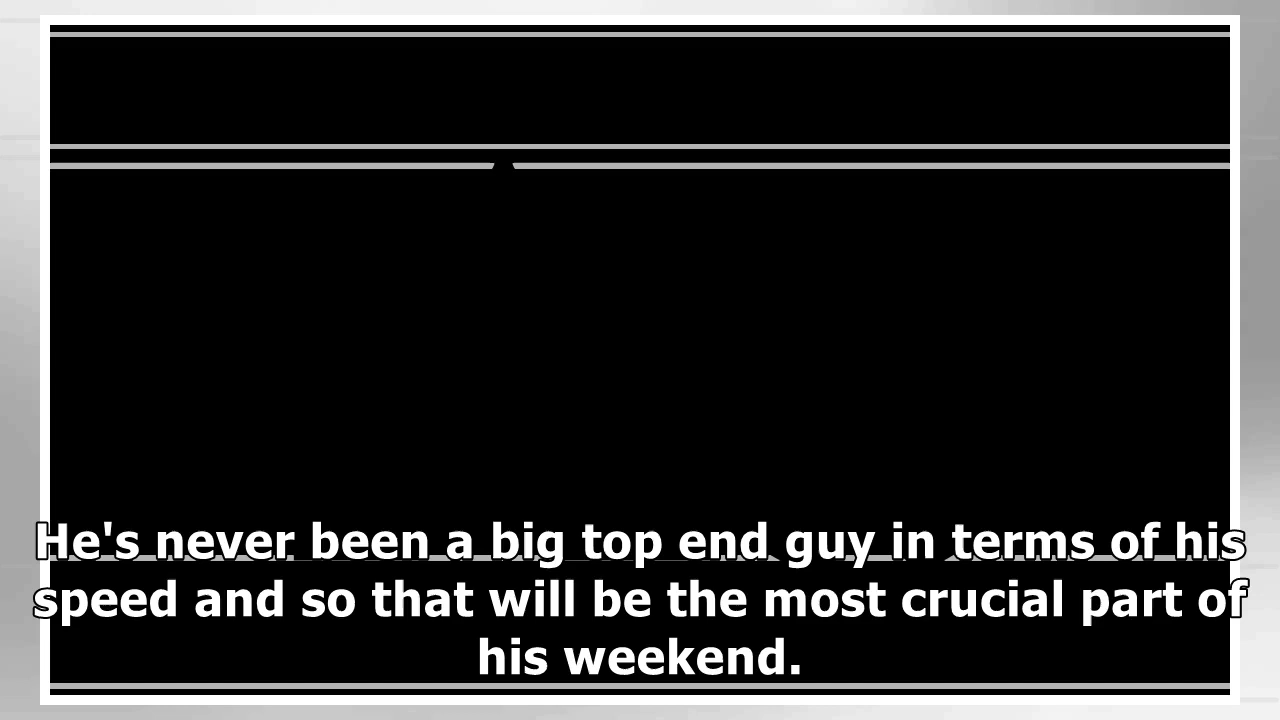 He's never been a big top end guy in terms of his
speed and so that will be the most crucial part of
his weekend.